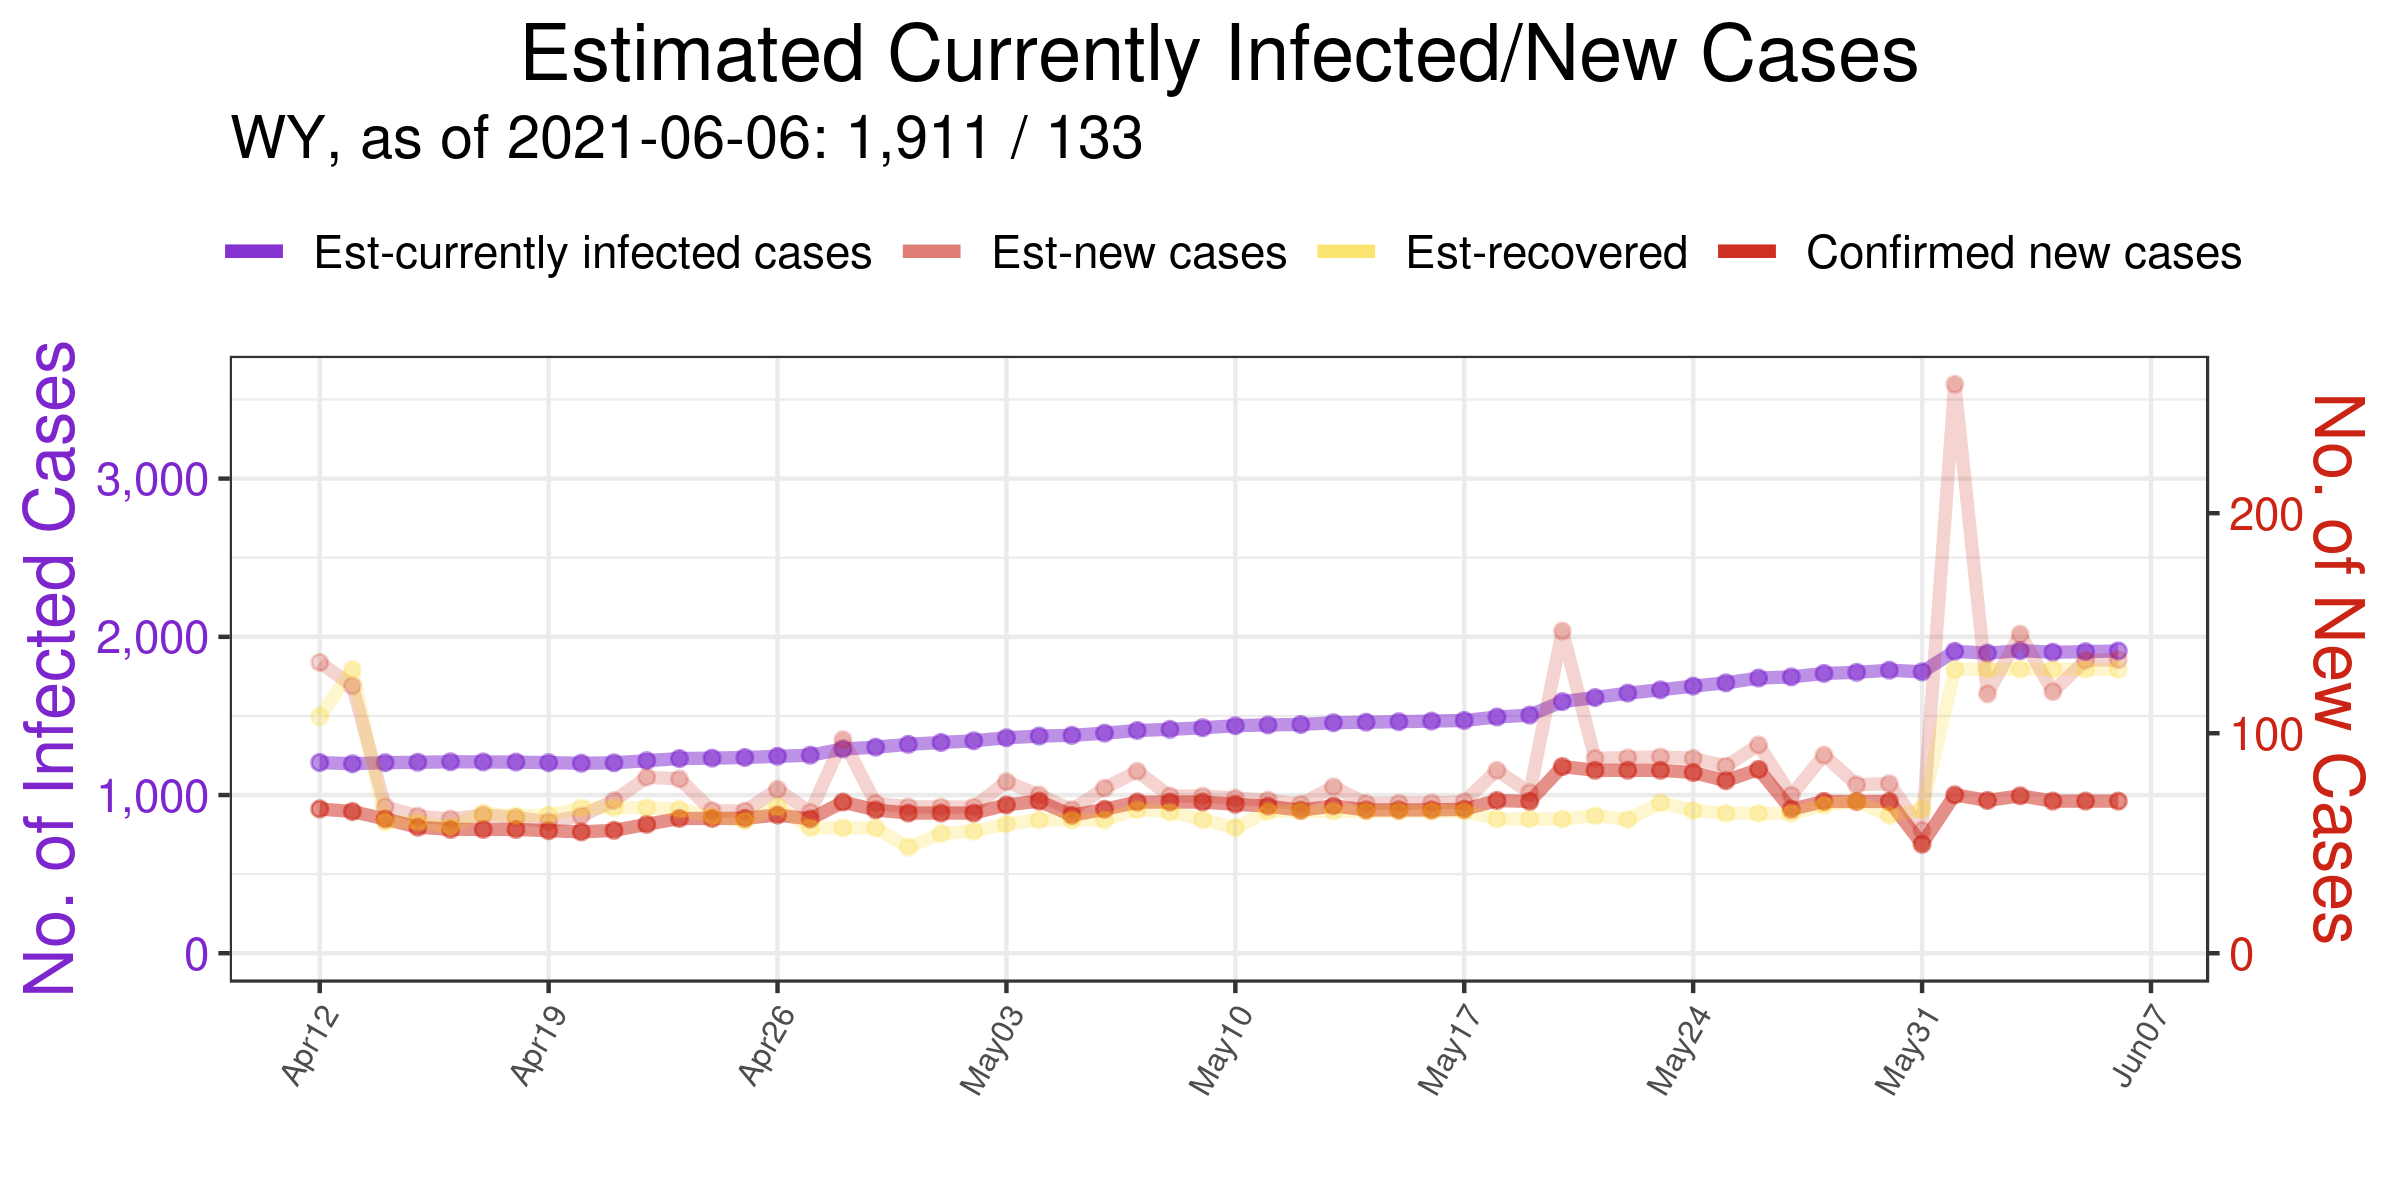 Estimated Currently Infected/New Cases
WY, as of 2021-06-06: 1,911 / 133
Est-currently infected cases Est-new cases Est-recovered Confirmed new cases
No. of Infected Cases
3,000
2,000
1,000
0
200
100
0
No. of New Cases
Apr12 Apr19 Apr26 May03 May10 May17 May24 May31 Jun07